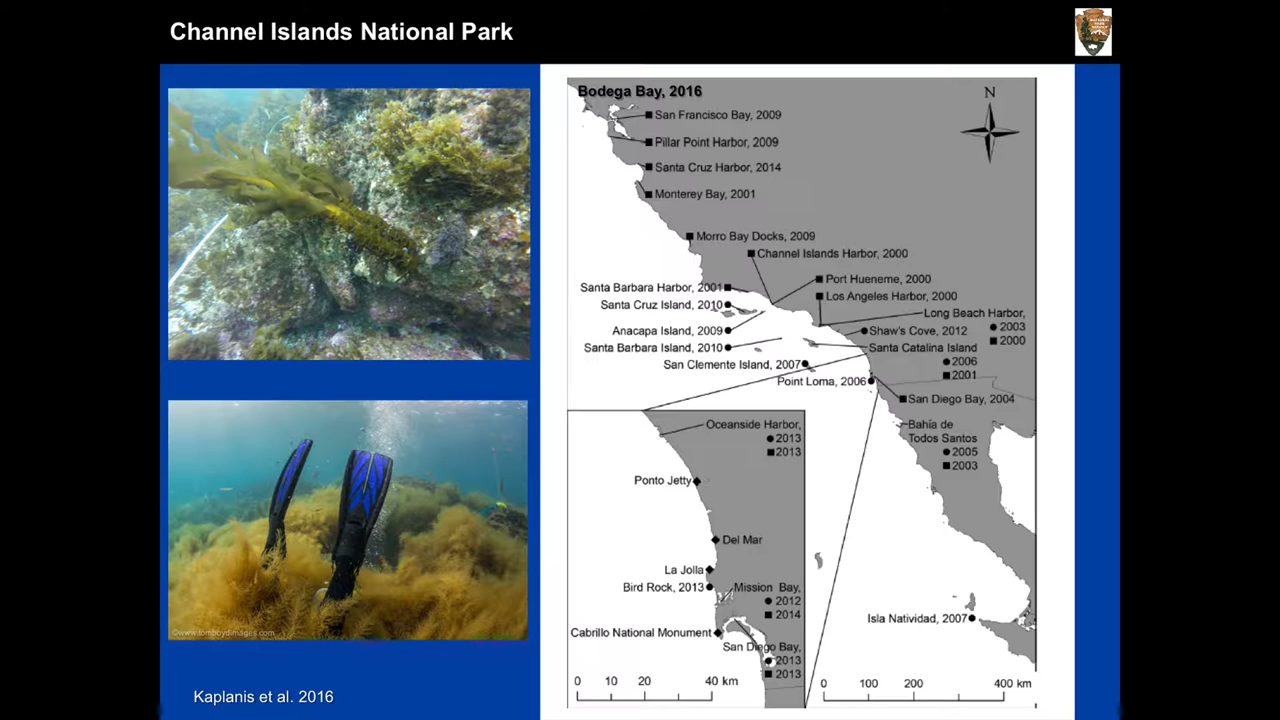 Channel Islands National Park
NATIONAL
PARK
SERVICE
Bodega Bay, 2016
N
San Francisco Bay, 2009
Pillar Point Harbor, 2009
Santa Cruz Harbor, 2014
Monterey Bay, 2001
Morro Bay Docks, 2009
Channel Islands Harbor, 2000
Port Hueneme, 2000
Santa Barbara Harbor, 2001
Los Angeles Harbor, 2000
Santa Cruz Island, 2010
Long Beach Harbor,
2003
2000
Anacapa Island, 2009
Shaw's Cove, 2012
Santa Barbara Island, 2010
Santa Catalina Island
2006
2001
San Clemente Island, 2007
Point Loma, 2006
San Diego Bay, 2004
Bahía de
Todos Santos
2005
2003
Oceanside Harbor,
2013
2013
Ponto Jetty
Del Mar
La Jolla
Bird Rock, 2013
Mission Bay,
2012
2014
Cabrillo National Monument
San Diego Bay,
2013
2013
0 10 20 40 km
Isla Natividad, 2007
0 100 200 400 km
©www.tomboydimages.com
Kaplanis et al. 2016